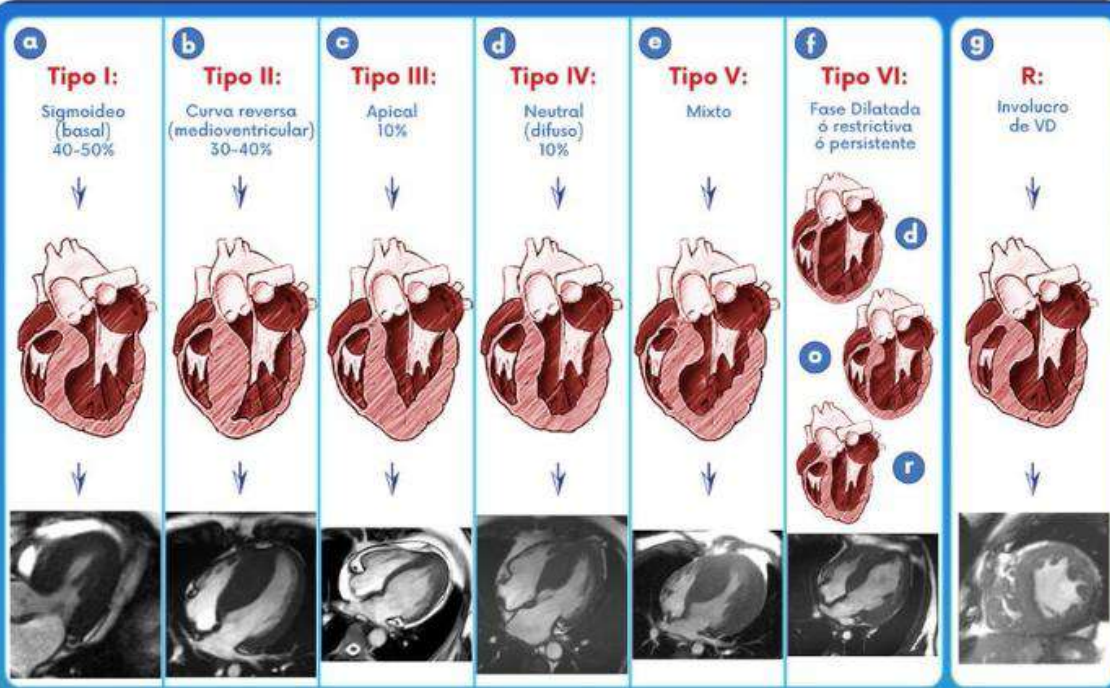 a
Tipo I:
Sigmoideo
(basal)
40-50%
b
Tipo II:
Curva reversa
(medioventricular)
30-40%
c
Tipo III:
Apical
10%
d
Tipo IV:
Neutral
(difuso)
10%
e
Tipo V:
Mixto
f
Tipo VI:
Fase Dilatada
ó restrictiva
ó persistente
d
o
r
g
R:
Involucro
de VD